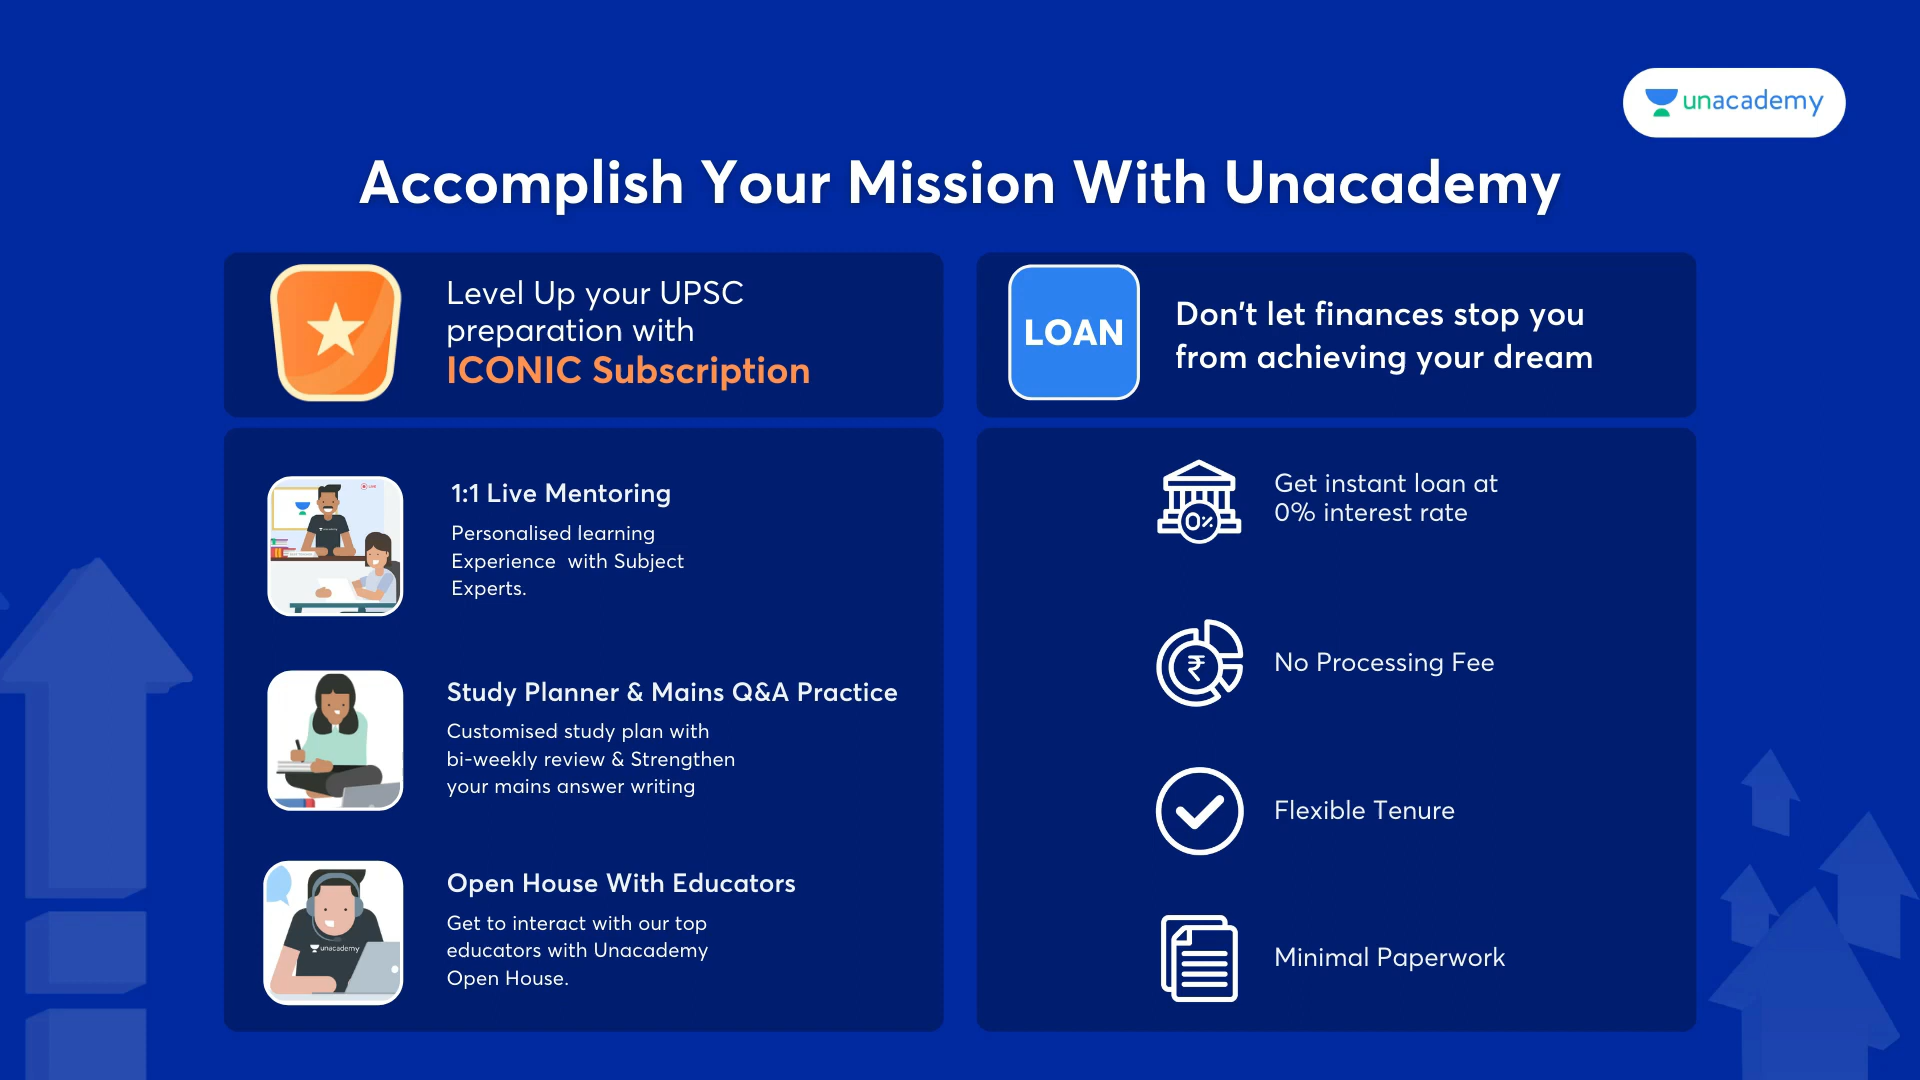 unacademy
Accomplish Your Mission With Unacademy
Level Up your UPSC
preparation with
ICONIC Subscription
1:1 Live Mentoring
Personalised learning
Experience with Subject
Experts.
Study Planner & Mains Q&A Practice
Customised study plan with
bi-weekly review & Strengthen
your mains answer writing
unacademy
Open House With Educators
Get to interact with our top
educators with Unacademy
Open House.
LOAN
Don't let finances stop you
from achieving your dream
0%
Get instant loan at
0% interest rate
₹
No Processing Fee
Flexible Tenure
Minimal Paperwork